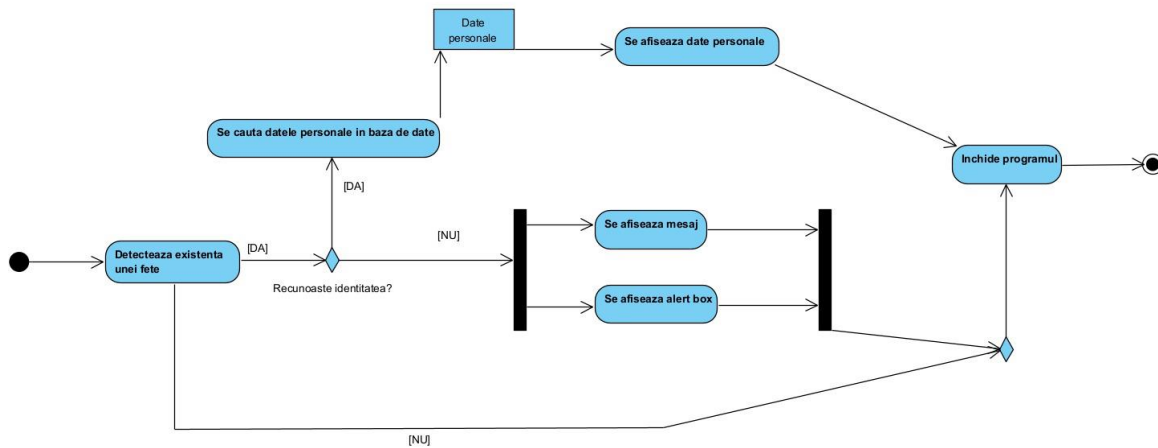 Date
personale
Se afiseaza date personale
Se cauta datele personale in baza de date
Inchide programul
[DA]
[NU]
Se afiseaza mesaj
Detecteaza existenta
unei fete
[DA]
Recunoaste identitatea?
Se afiseaza alert box
[NU]